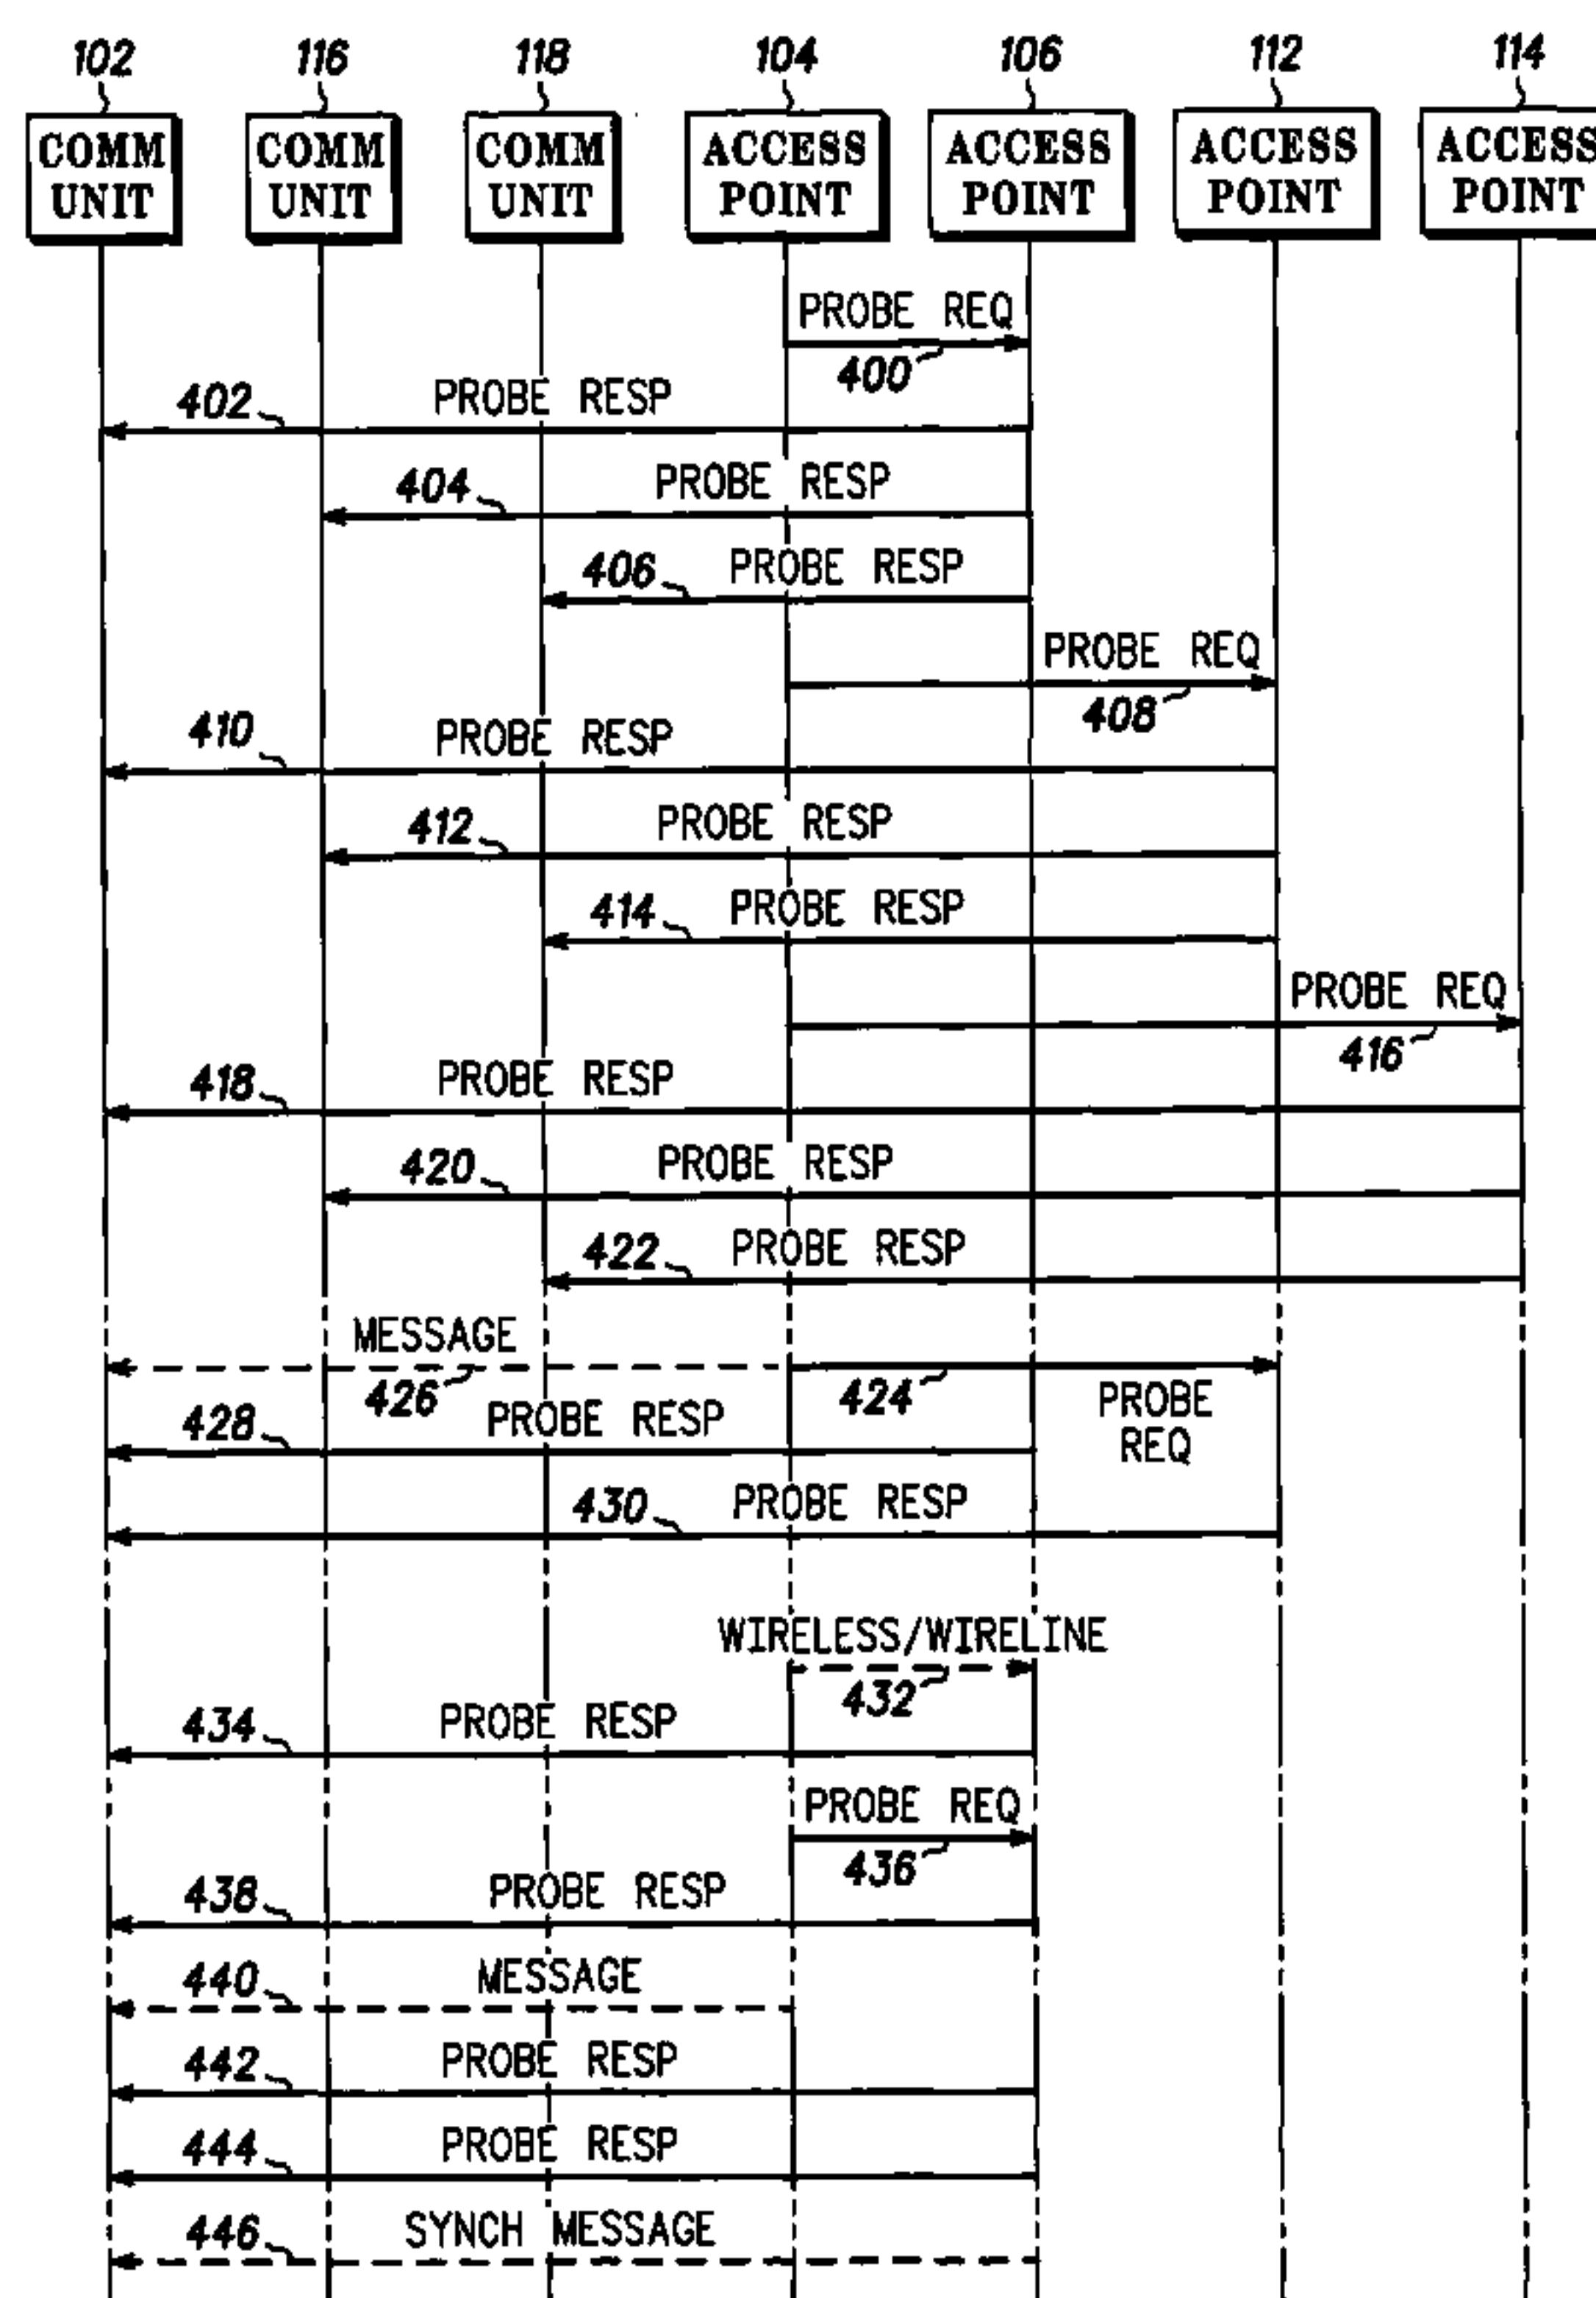 102 116 118 104 106 112 114
COMM UNIT COMM UNIT COMM UNIT ACCESS POINT ACCESS POINT ACCESS POINT ACCESS POINT
PROBE REQ
400
402 PROBE RESP
404 PROBE RESP
406 PROBE RESP
PROBE REQ
408
410 PROBE RESP
412 PROBE RESP
414 PROBE RESP
PROBE REQ
416
418 PROBE RESP
420 PROBE RESP
422 PROBE RESP
MESSAGE
426 424 PROBE REQ
428 PROBE RESP
430 PROBE RESP
WIRELESS/WIRELINE
432
434 PROBE RESP
PROBE REQ
436
438 PROBE RESP
440 MESSAGE
442 PROBE RESP
444 PROBE RESP
446 SYNCH MESSAGE